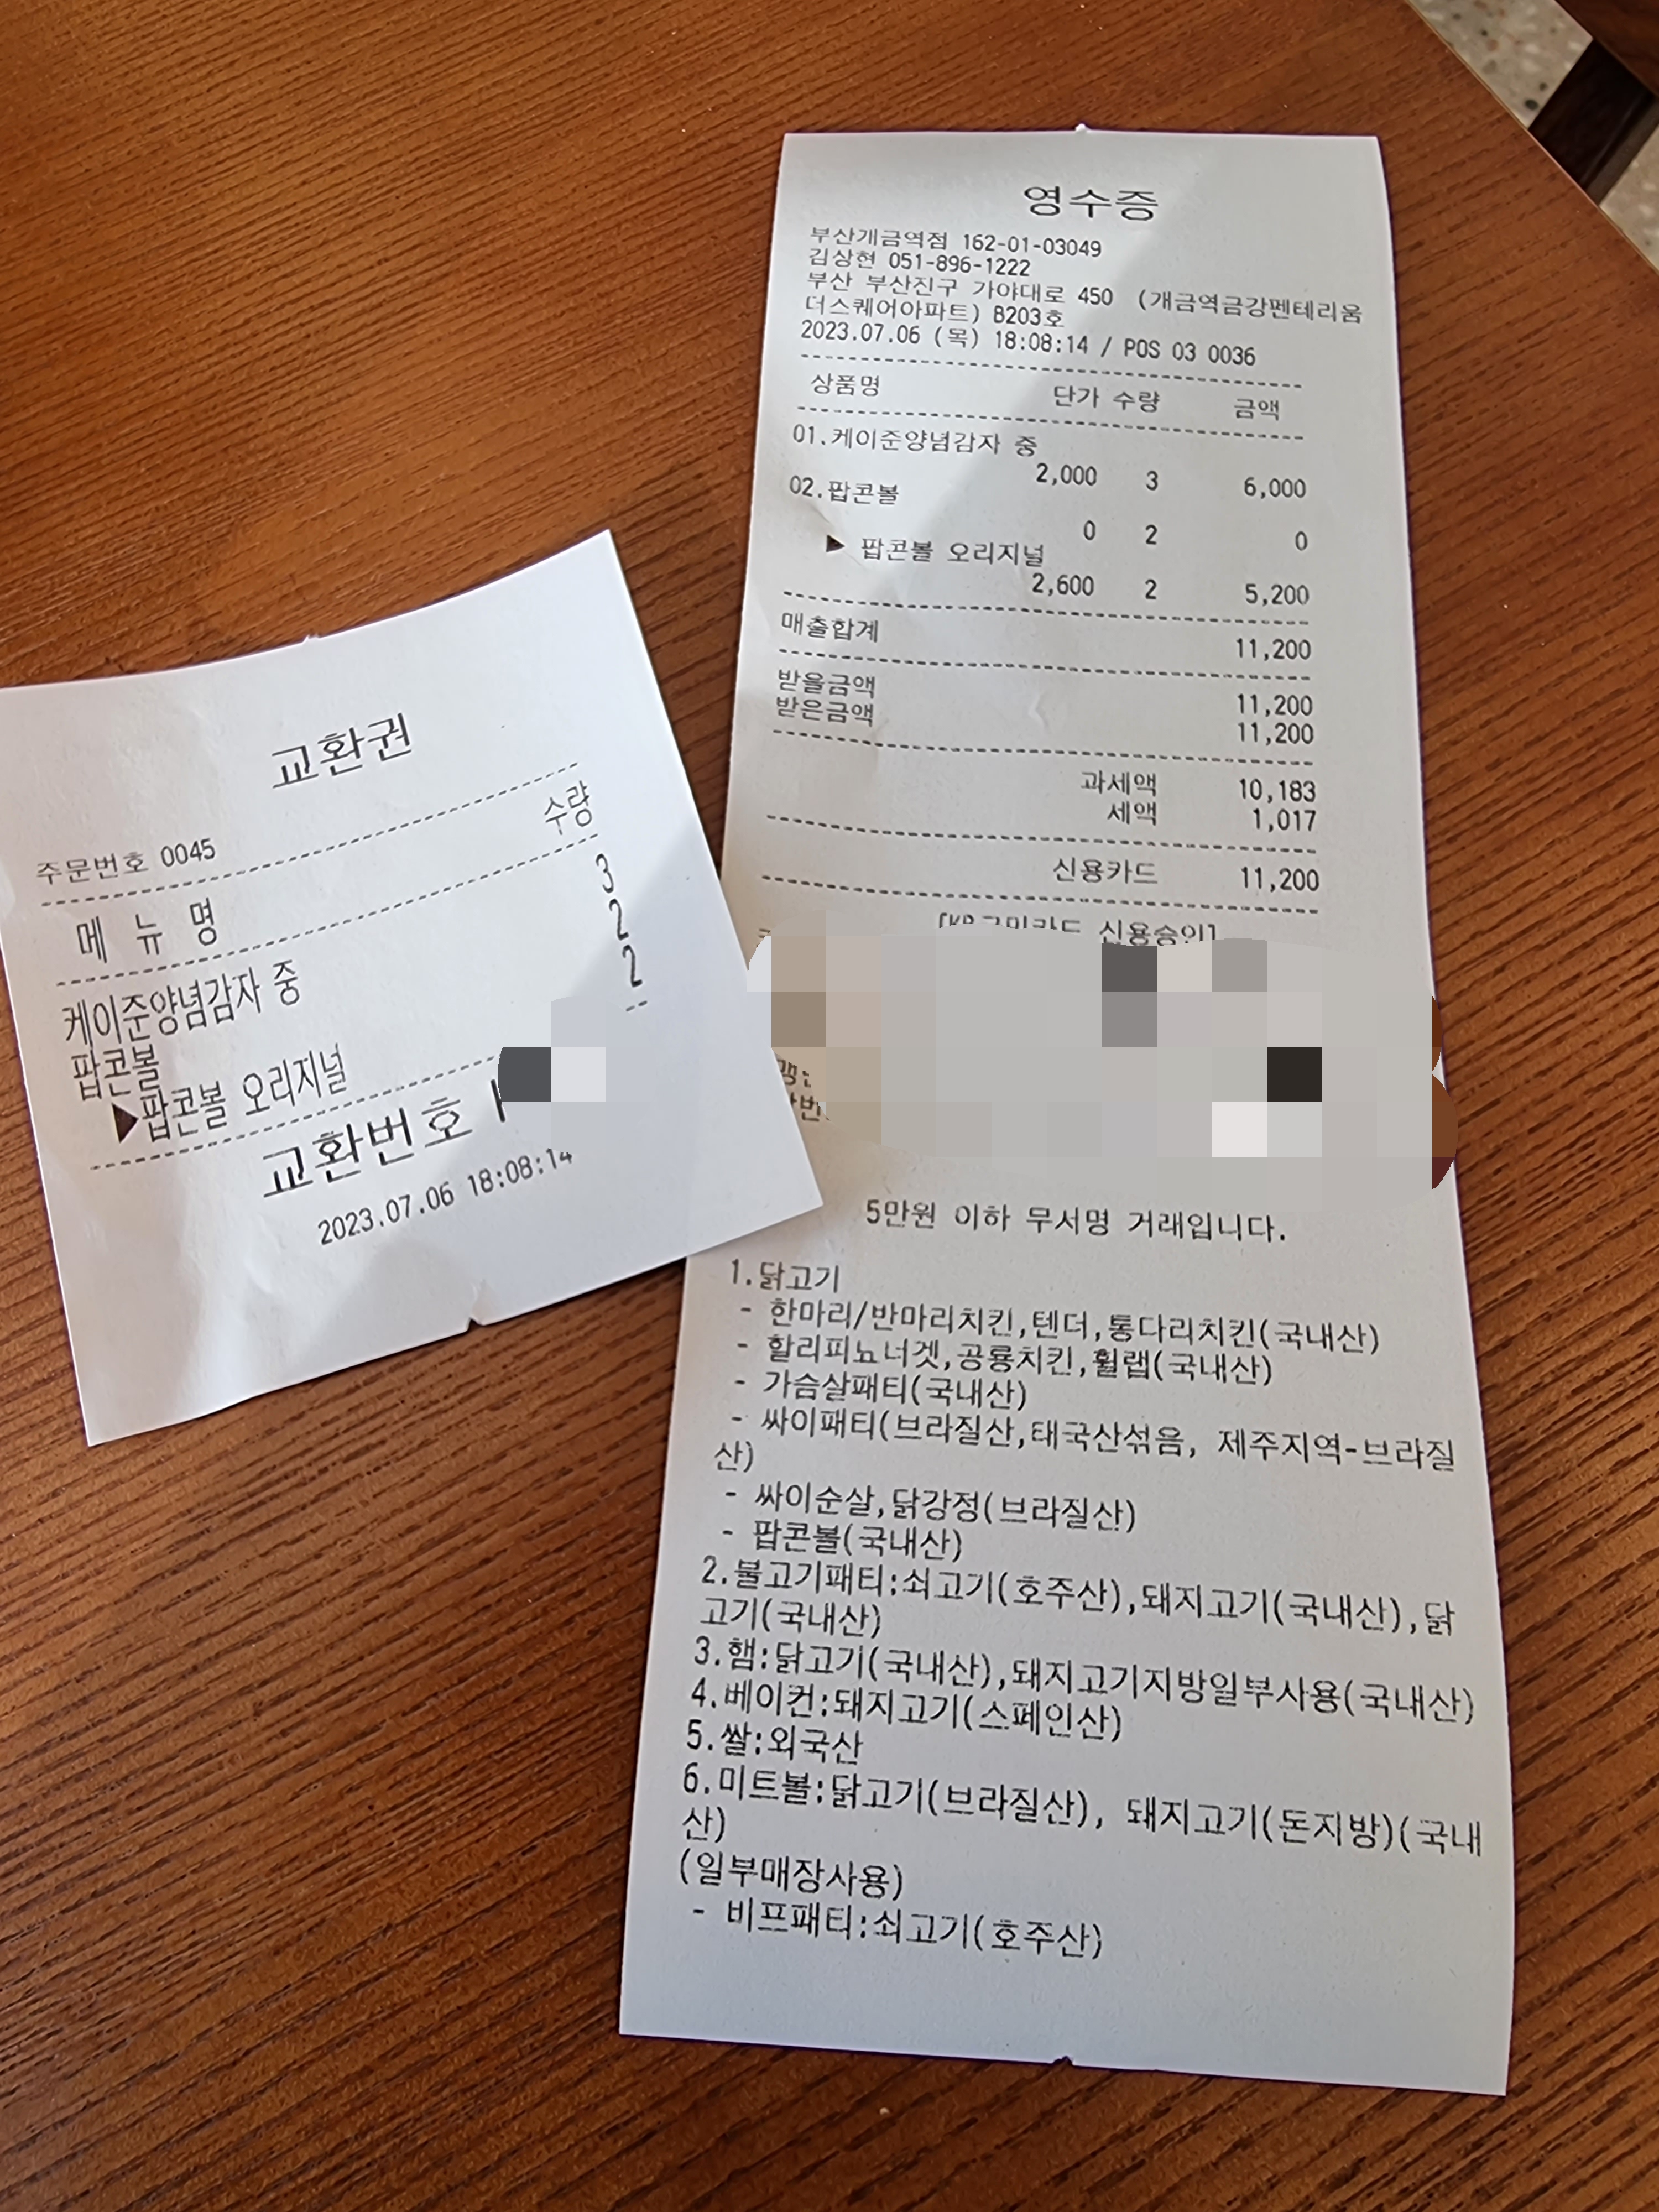 교환권
주문번호 0045
메 뉴 명 수량
케이준양념감자 중 3
팝콘볼 2
▶팝콘볼 오리지널 2
교환번호
2023.07.06 18:08:14
영수증
부산개금역점 162-01-03049
김상현 051-896-1222
부산 부산진구 가야대로 450 (개금역금강펜테리움
더스퀘어아파트) B203호
2023.07.06 (목) 18:08:14 / POS 03 0036
상품명 단가 수량 금액
01.케이준양념감자 중
2,000 3 6,000
02.팝콘볼
0 2 0
▶ 팝콘볼 오리지널
2,600 2 5,200
매출합계 11,200
받을금액 11,200
받은금액 11,200
과세액 10,183
세액 1,017
신용카드 11,200
신용승인]
5만원 이하 무서명 거래입니다.
1.닭고기
- 한마리/반마리치킨,텐더,통다리치킨(국내산)
- 할리피뇨너겟,공룡치킨,휠랩(국내산)
- 가슴살패티(국내산)
- 싸이패티(브라질산,태국산섞음, 제주지역-브라질
산)
- 싸이순살,닭강정(브라질산)
- 팝콘볼(국내산)
2.불고기패티:쇠고기(호주산),돼지고기(국내산),닭
고기(국내산)
3.햄:닭고기(국내산),돼지고기지방일부사용(국내산)
4.베이컨:돼지고기(스페인산)
5.쌀:외국산
6.미트볼:닭고기(브라질산), 돼지고기(돈지방)(국내
산)
(일부매장사용)
- 비프패티:쇠고기(호주산)